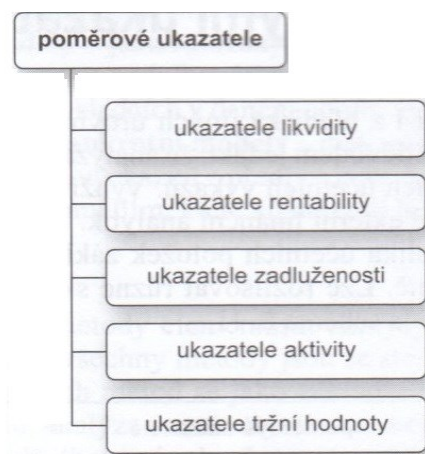 poměrové ukazatele
ukazatele likvidity
ukazatele rentability
ukazatele zadluženosti
ukazatele aktivity
ukazatele tržní hodnoty